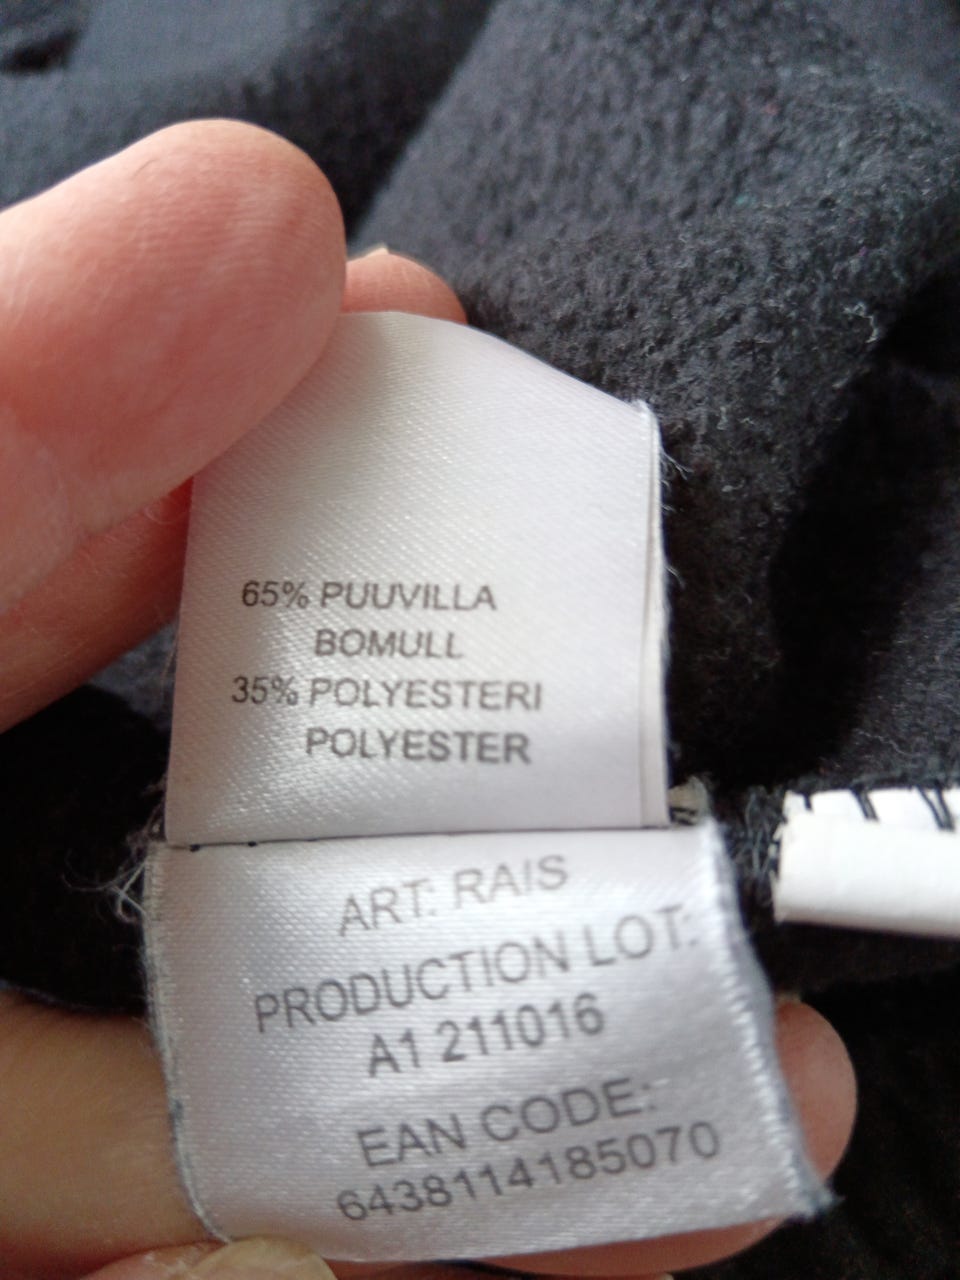 65% PUUVILLA
BOMULL
35% POLYESTERI
POLYESTER
ART: RAIS
PRODUCTION LOT:
A1 211016
EAN CODE:
6438114185070